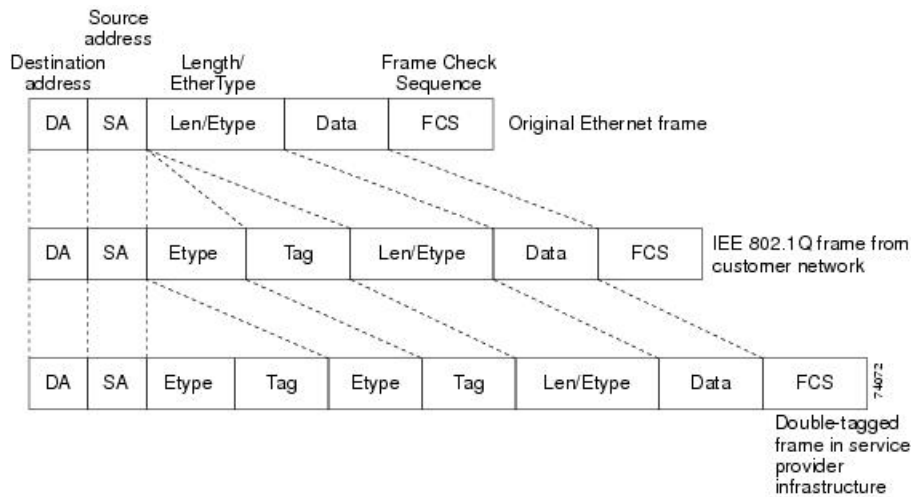 Source
address
Destination
address
Length/
EtherType
Frame Check
Sequence
DA SA Len/Etype Data FCS Original Ethernet frame
DA SA Etype Tag Len/Etype Data FCS
IEE 802.1Q frame from
customer network
DA SA Etype Tag Etype Tag Len/Etype Data FCS
74072
Double-tagged
frame in service
provider
infrastructure